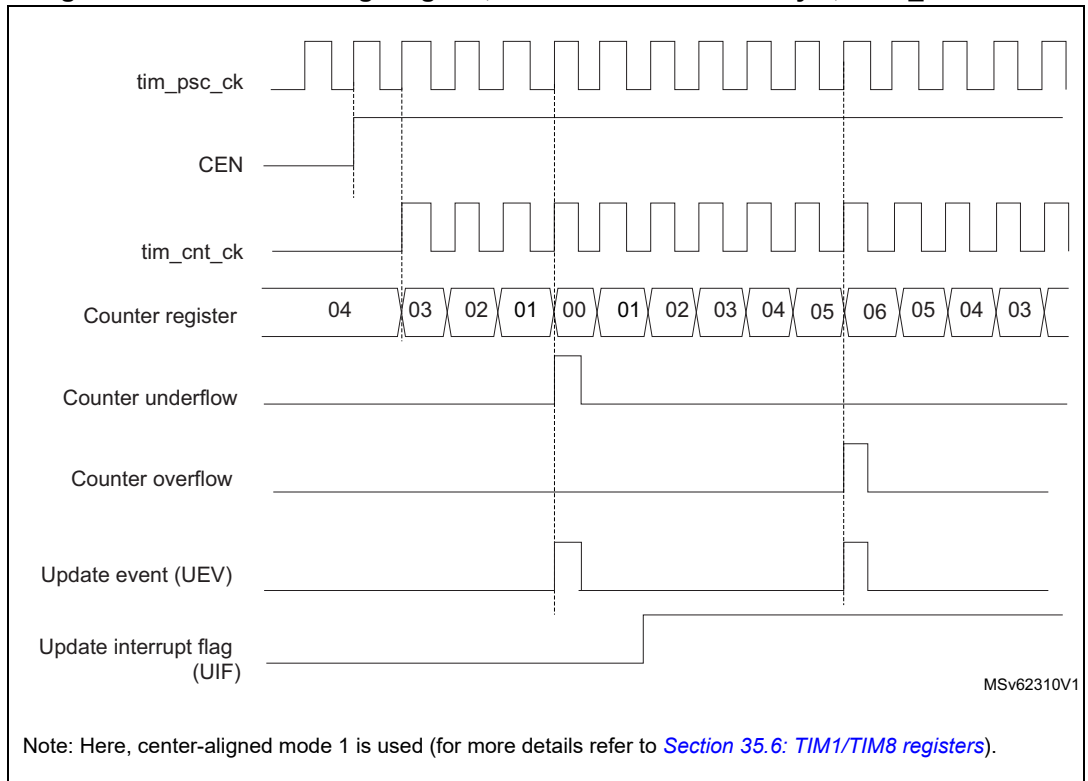 tim_psc_ck
CEN
tim_cnt_ck
Counter register 04 03 02 01 00 01 02 03 04 05 06 05 04 03
Counter underflow
Counter overflow
Update event (UEV)
Update interrupt flag
(UIF)
MSv62310V1
Note: Here, center-aligned mode 1 is used (for more details refer to Section 35.6: TIM1/TIM8 registers).